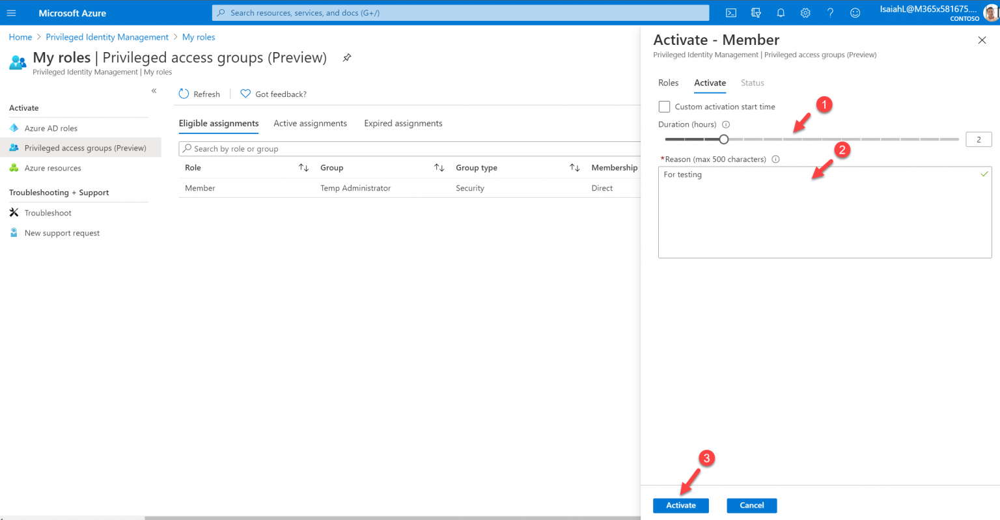 Microsoft Azure
Search resources, services, and docs (G+/)
IsaiahL@M365x581675....
CONTOSO
Home > Privileged Identity Management > My roles
My roles | Privileged access groups (Preview)
Privileged Identity Management | My roles
«
Activate
Azure AD roles
Privileged access groups (Preview)
Azure resources
Troubleshooting + Support
Troubleshoot
New support request
Refresh
Got feedback?
Eligible assignments Active assignments Expired assignments
Search by role or group
Role Group Group type Membership
Member Temp Administrator Security Direct
Activate - Member
Privileged Identity Management | Privileged access groups (Preview)
Roles Activate Status
Custom activation start time
1
Duration (hours)
2
2
*Reason (max 500 characters)
For testing
3
Activate Cancel